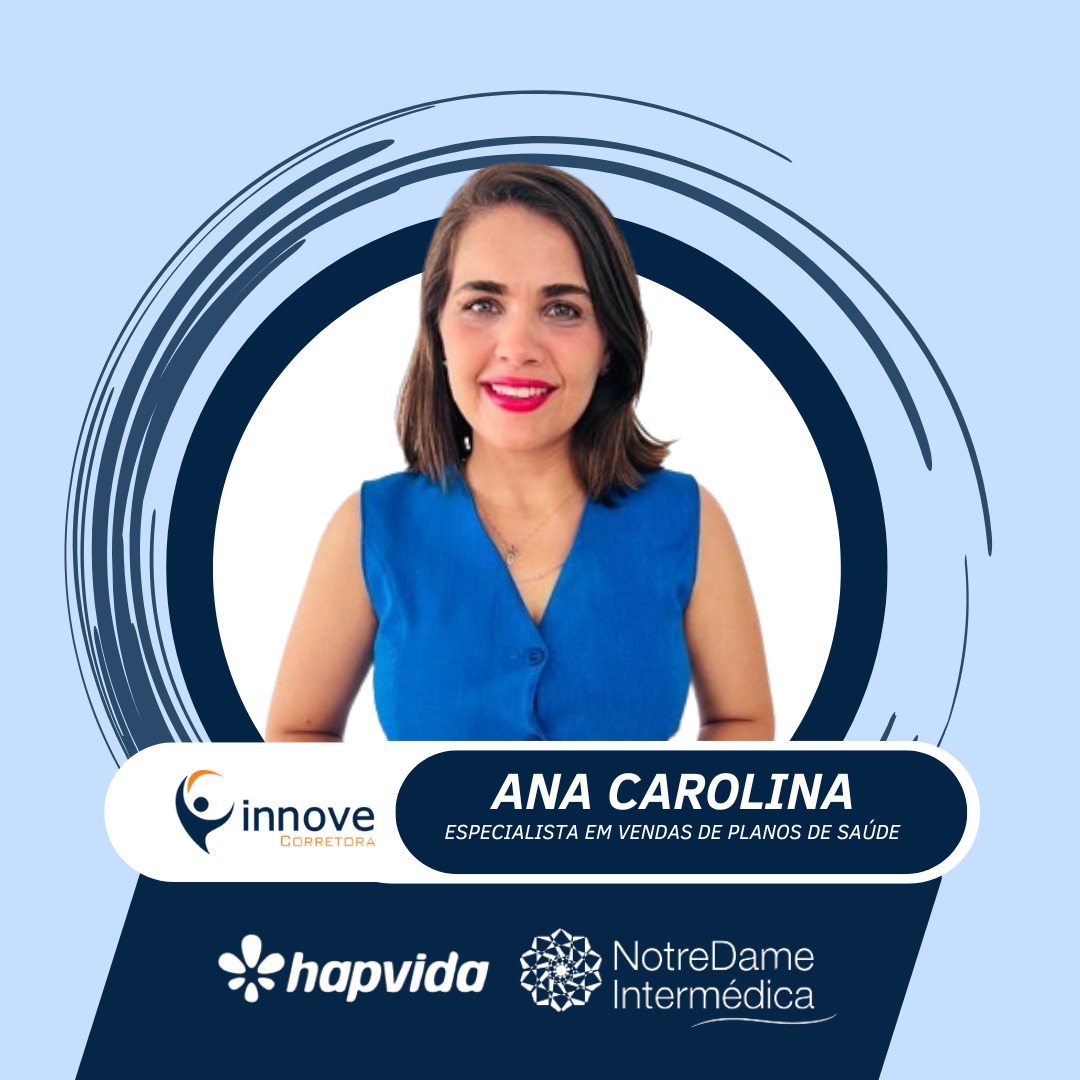 innove
CORRETORA
ANA CAROLINA
ESPECIALISTA EM VENDAS DE PLANOS DE SAÚDE
hapvida
NotreDame
Intermédica